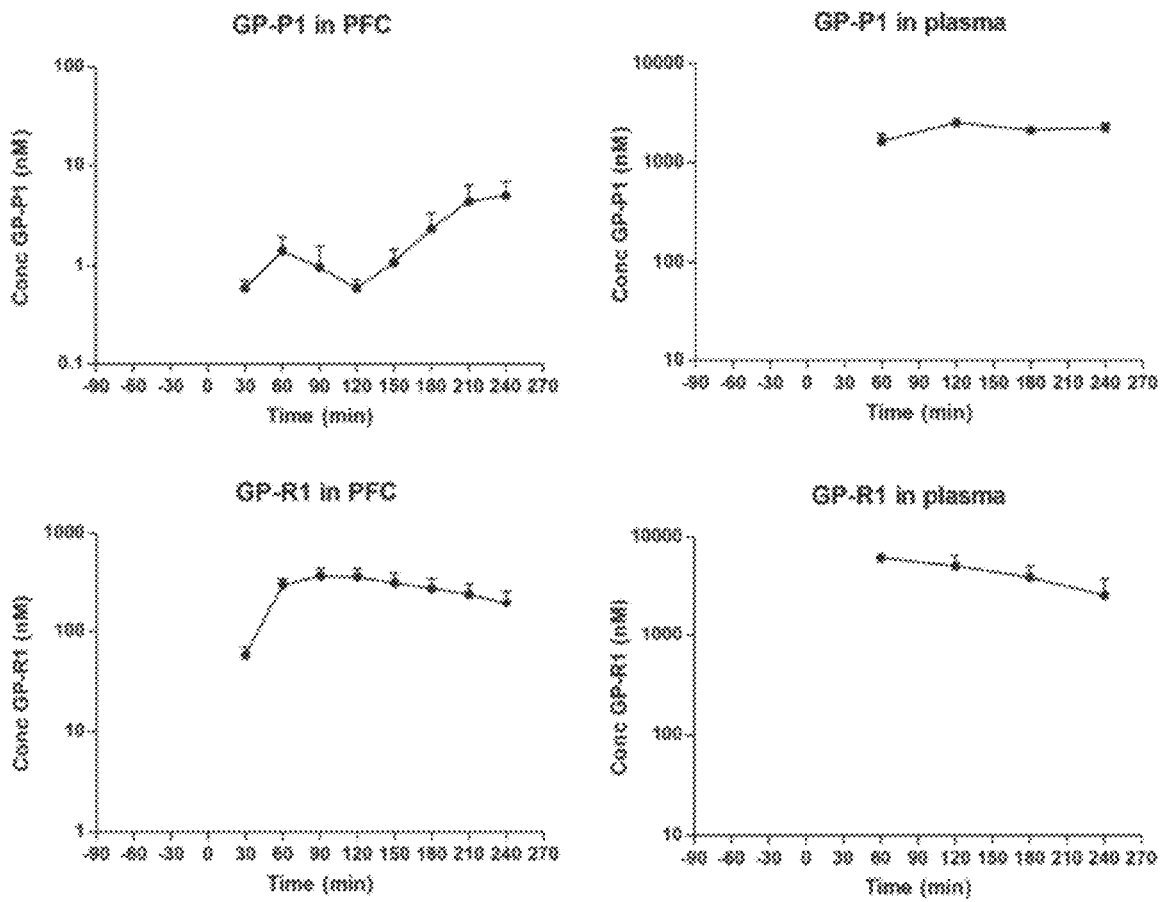 GP-P1 in PFC
100
10
1
0.1
Conc GP-P1 (nM)
-90 -60 -30 0 30 60 90 120 150 180 210 240 270
Time (min)
GP-P1 in plasma
10000
1000
100
10
Conc GP-P1 (nM)
-90 -60 -30 0 30 60 90 120 150 180 210 240 270
Time (min)
GP-R1 in PFC
1000
100
10
1
Conc GP-R1 (nM)
-90 -60 -30 0 30 60 90 120 150 180 210 240 270
Time (min)
GP-R1 in plasma
10000
1000
100
10
Conc GP-R1 (nM)
-90 -60 -30 0 30 60 90 120 150 180 210 240 270
Time (min)